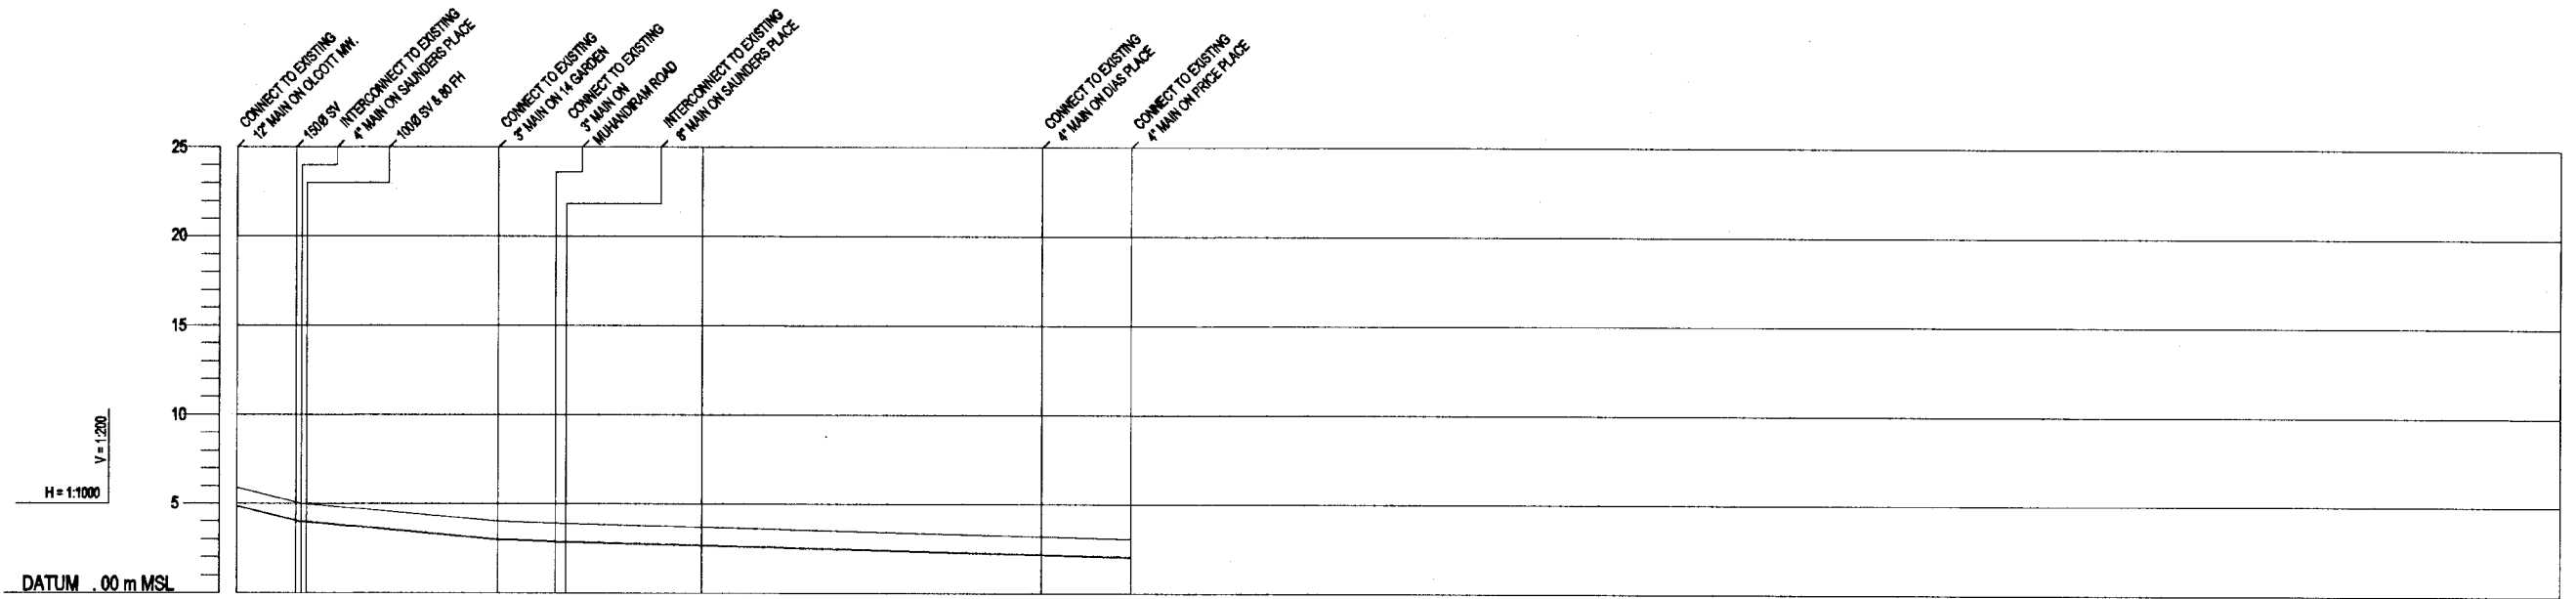 CONNECT TO EXISTING
12" MAIN ON OLCOTT MW.
150Ø SV
INTERCONNECT TO EXISTING
4" MAIN ON SAUNDERS PLACE
100Ø SV & 80 FH
CONNECT TO EXISTING
3" MAIN ON 14 GARDEN
CONNECT TO EXISTING
3" MAIN ON
MUHANDIRAM ROAD
INTERCONNECT TO EXISTING
8" MAIN ON SAUNDERS PLACE
CONNECT TO EXISTING
4" MAIN ON DIAS PLACE
CONNECT TO EXISTING
4" MAIN ON PRICE PLACE
25
20
15
10
5
V = 1:200
H = 1:1000
DATUM . 00 m MSL